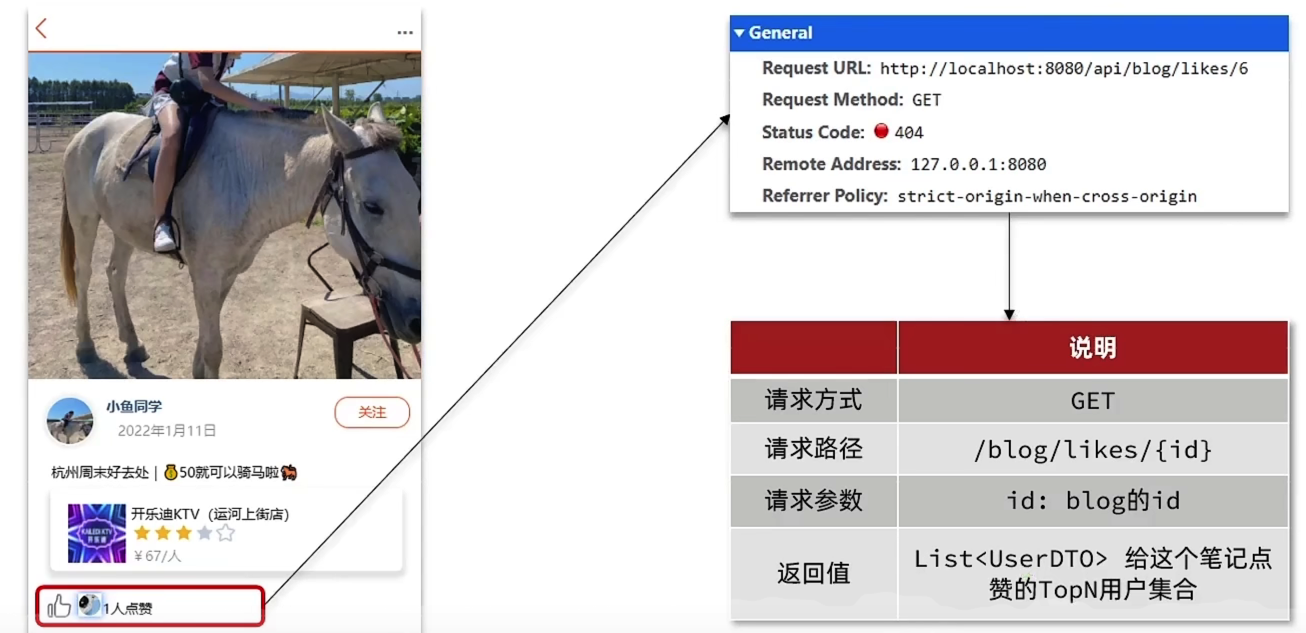 小鱼同学
2022年1月11日
关注
杭州周末好去处 | 💰50就可以骑马啦🐎
开乐迪KTV（运河上街店）
￥67/人
1人点赞
General
Request URL: http://localhost:8080/api/blog/likes/6
Request Method: GET
Status Code: 404
Remote Address: 127.0.0.1:8080
Referrer Policy: strict-origin-when-cross-origin
说明
请求方式 GET
请求路径 /blog/likes/{id}
请求参数 id: blog的id
返回值 List<UserDTO> 给这个笔记点
赞的TopN用户集合